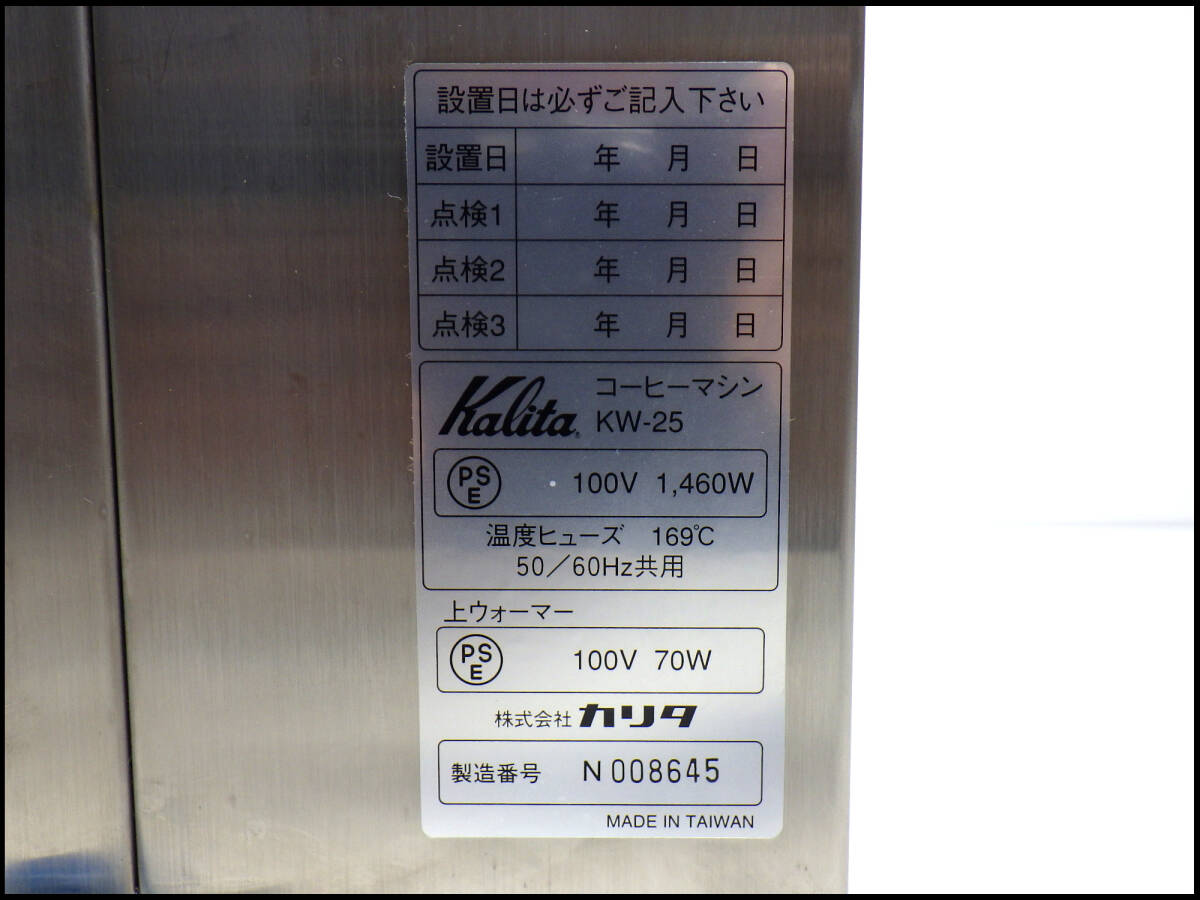 設置日は必ずご記入下さい
設置日 年 月 日
点検1 年 月 日
点検2 年 月 日
点検3 年 月 日
Kalita® コーヒーマシン
KW-25
PSE 100V 1,460W
温度ヒューズ 169℃
50／60Hz共用
上ウォーマー
PSE 100V 70W
株式会社 カリタ
製造番号 N008645
MADE IN TAIWAN